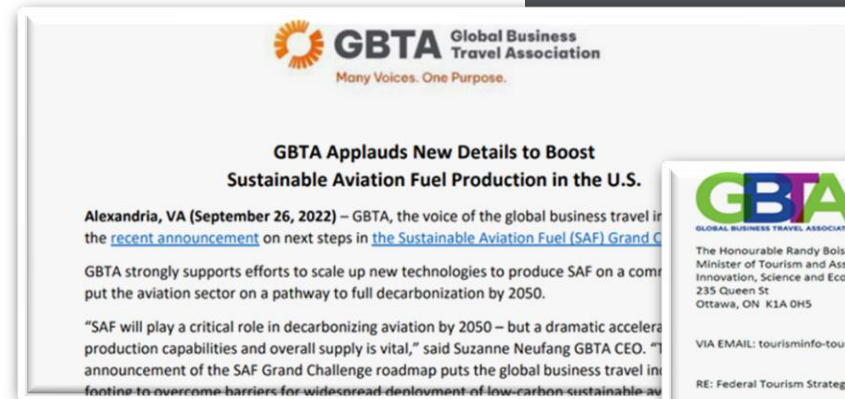 GBTA Global Business
Travel Association
Many Voices. One Purpose.
GBTA Applauds New Details to Boost
Sustainable Aviation Fuel Production in the U.S.
Alexandria, VA (September 26, 2022) – GBTA, the voice of the global business travel
the recent announcement on next steps in the Sustainable Aviation Fuel (SAF) Grand
GBTA strongly supports efforts to scale up new technologies to produce SAF on a
put the aviation sector on a pathway to full decarbonization by 2050.
“SAF will play a critical role in decarbonizing aviation by 2050 – but a dramatic
production capabilities and overall supply is vital,” said Suzanne Neufang GBTA CEO.
announcement of the SAF Grand Challenge roadmap puts the global business travel
footing to overcome barriers for widespread deployment of low-carbon sustainable
GBTA
GLOBAL BUSINESS TRAVEL
The Honourable Randy
Minister of Tourism and
Innovation, Science and
235 Queen St
Ottawa, ON K1A 0H5
VIA EMAIL:
RE: Federal Tourism